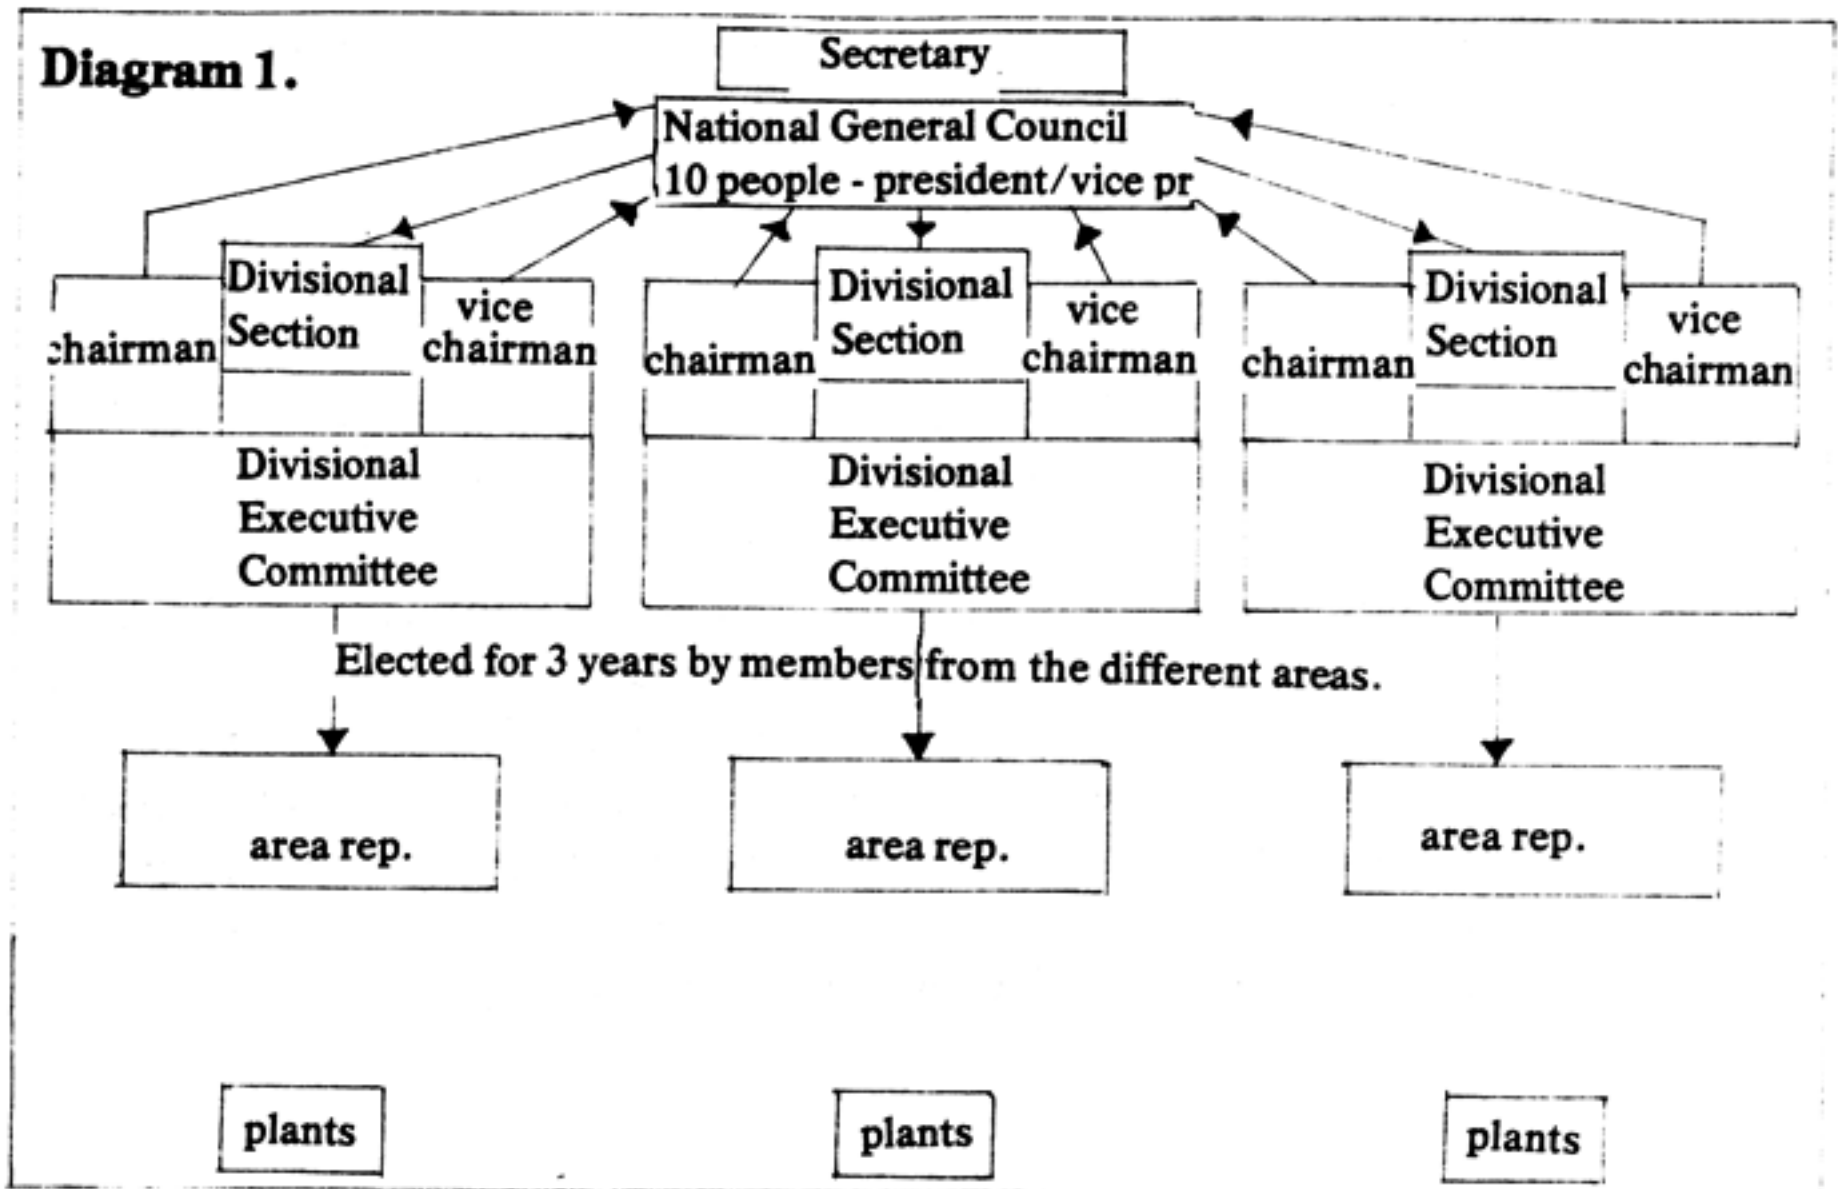 Diagram 1.
Secretary
National General Council
10 people - president/vice pr
chairman
Divisional
Section
vice
chairman
chairman
Divisional
Section
vice
chairman
chairman
Divisional
Section
vice
chairman
Divisional
Executive
Committee
Divisional
Executive
Committee
Divisional
Executive
Committee
Elected for 3 years by members from the different areas.
area rep.
area rep.
area rep.
plants
plants
plants